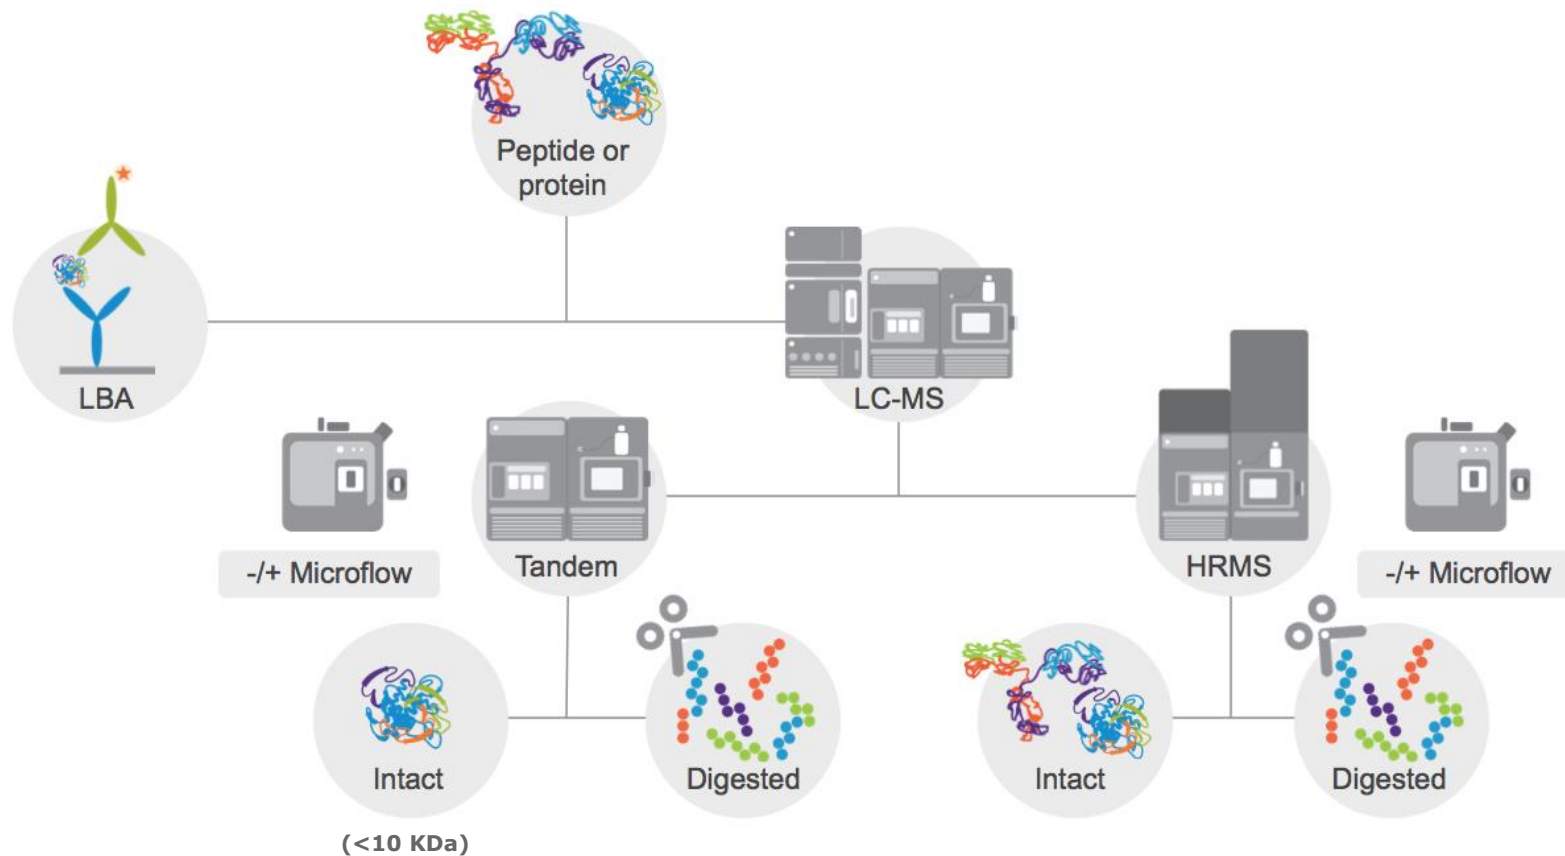 Peptide or
protein
LBA
LC-MS
-/+ Microflow
Tandem
HRMS
-/+ Microflow
Intact
(<10 KDa)
Digested
Intact
Digested